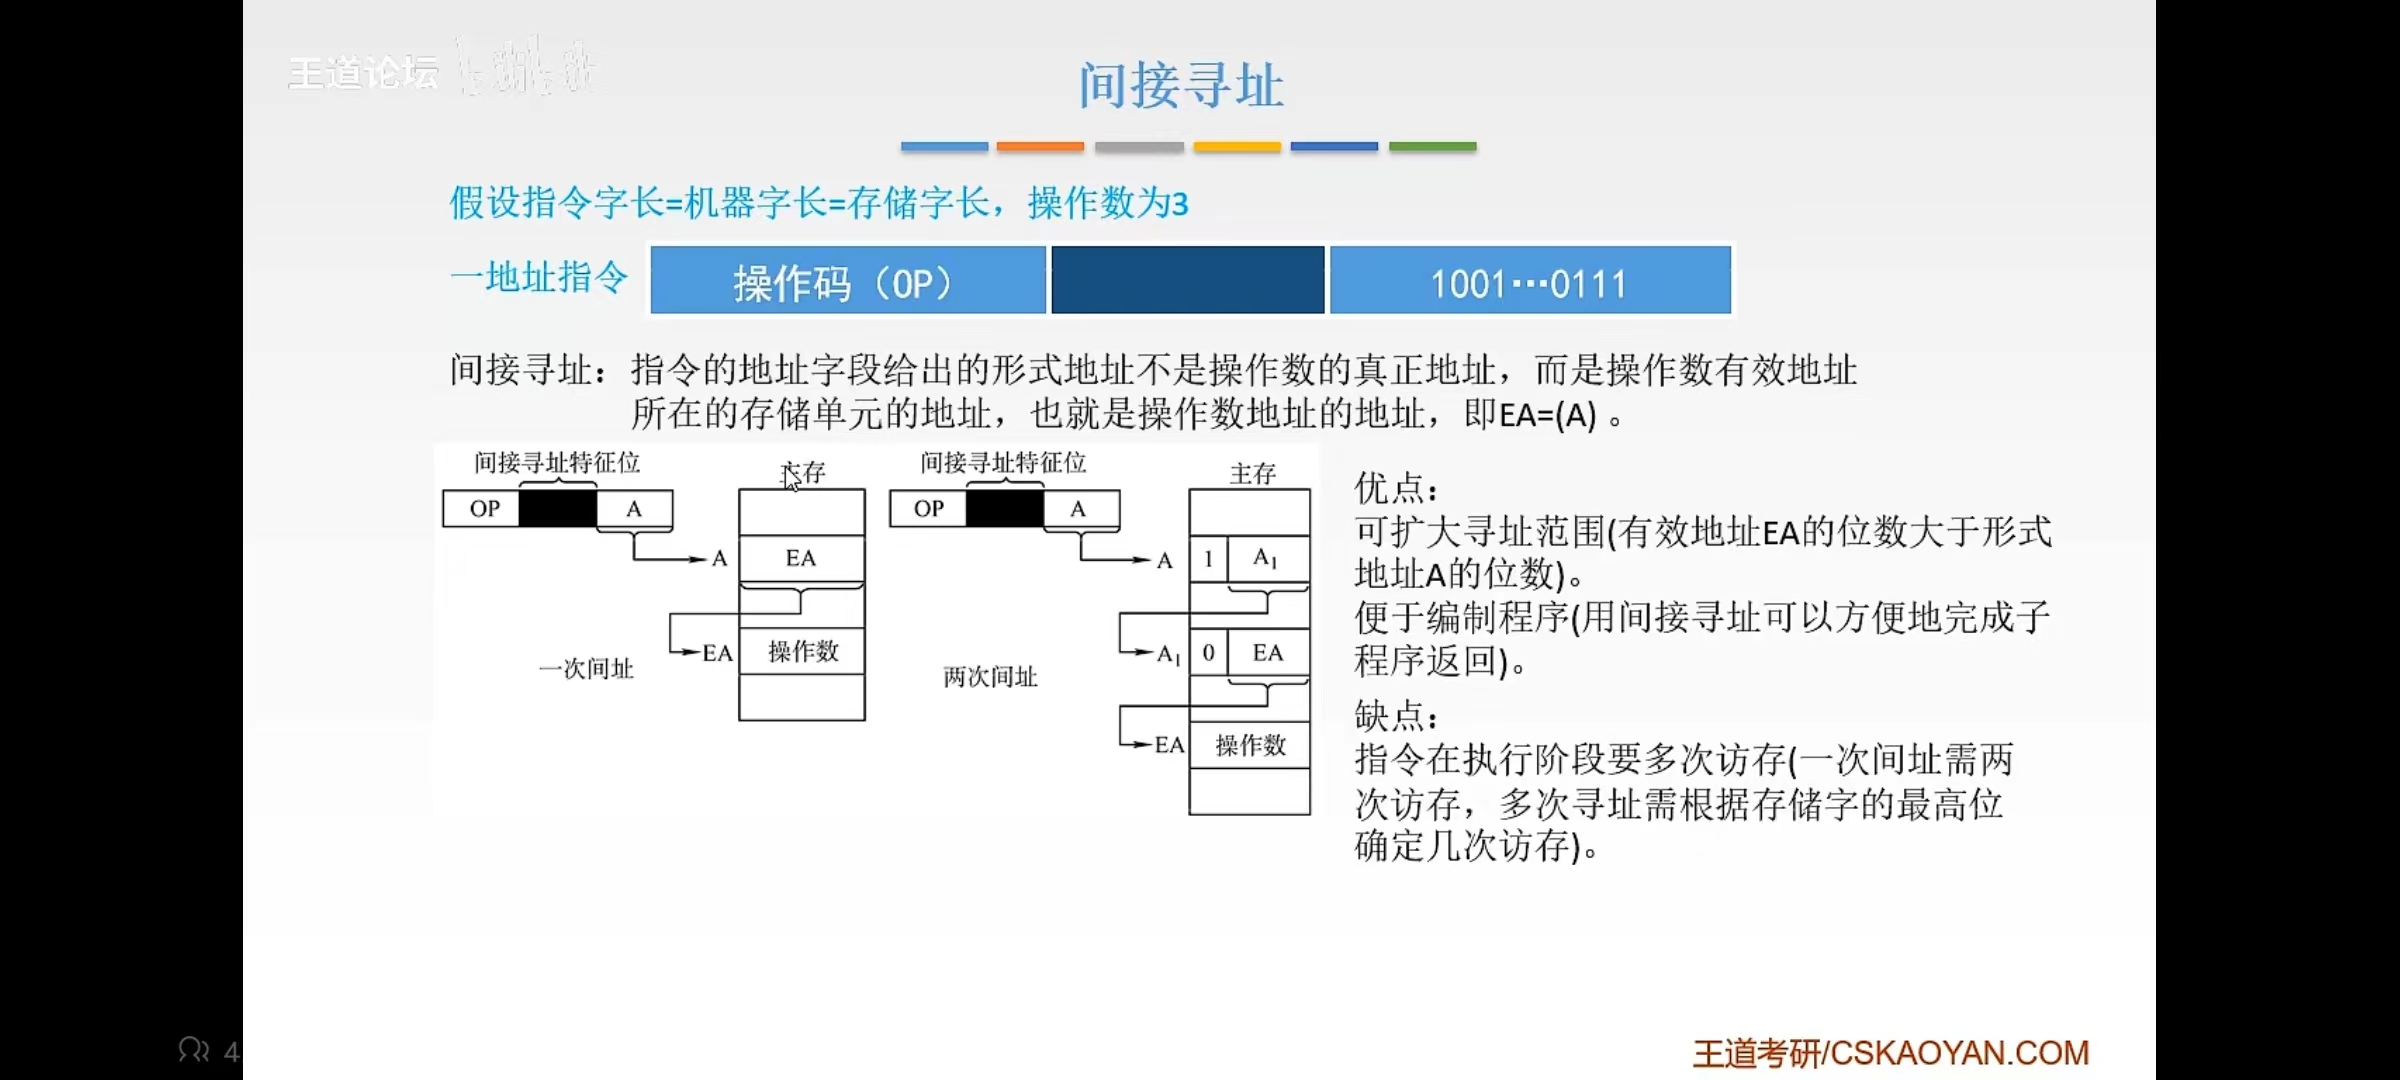 王道论坛
间接寻址
假设指令字长=机器字长=存储字长，操作数为3
一地址指令 操作码（OP） 1001…0111
间接寻址：指令的地址字段给出的形式地址不是操作数的真正地址，而是操作数有效地址
所在的存储单元的地址，也就是操作数地址的地址，即EA=(A) 。
间接寻址特征位
主存
OP A
A EA
EA 操作数
一次间址
间接寻址特征位
主存
OP A
A 1 A₁
A₁ 0 EA
EA 操作数
两次间址
优点：
可扩大寻址范围(有效地址EA的位数大于形式
地址A的位数)。
便于编制程序(用间接寻址可以方便地完成子
程序返回)。
缺点：
指令在执行阶段要多次访存(一次间址需两
次访存，多次寻址需根据存储字的最高位
确定几次访存)。
4
王道考研/CSKAOYAN.COM